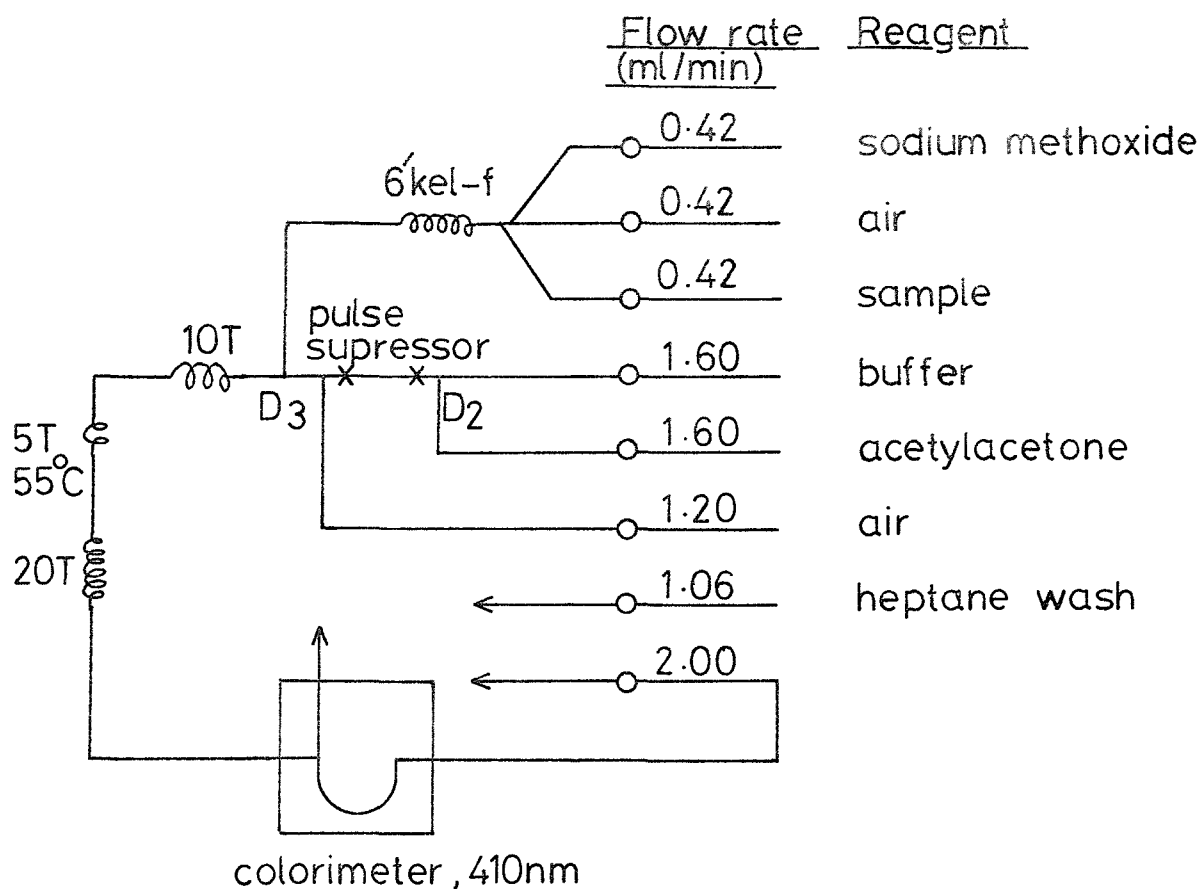 Flow rate Reagent
(ml/min)
0.42 sodium methoxide
6' kel-f 0.42 air
0.42 sample
pulse
supressor
10T 1.60 buffer
D3 D2
1.60 acetylacetone
5T
55°C
1.20 air
20T
1.06 heptane wash
2.00
colorimeter, 410nm